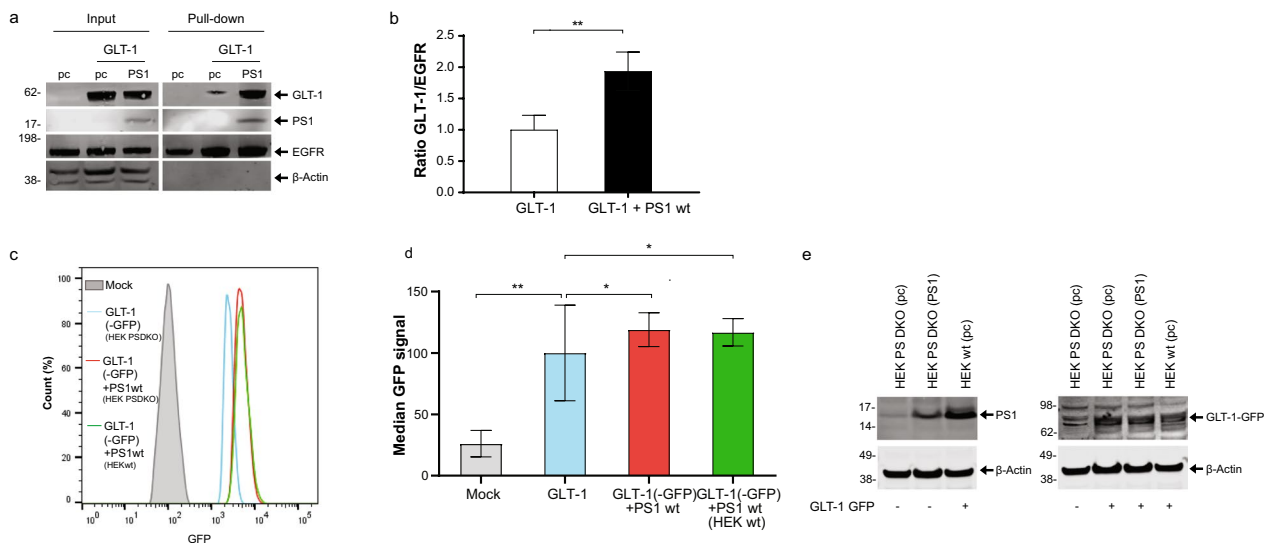 a
Input
Pull-down
GLT-1
GLT-1
pc
pc
PS1
pc
pc
PS1
62-
GLT-1
PS1
17-
198-
EGFR
β-Actin
38-
b
**
Ratio GLT-1/EGFR
2.5
2.0
1.5
1.0
0.5
0.0
GLT-1
GLT-1 + PS1 wt
c
Count (%)
100
80
60
40
20
0
Mock
GLT-1
(-GFP)
(HEK PSDKO)
GLT-1
(-GFP)
+PS1wt
(HEK PSDKO)
GLT-1
(-GFP)
+PS1wt
(HEKwt)
10^0
10^1
10^2
10^3
10^4
10^5
GFP
d
*
**
*
Median GFP signal
150
100
50
0
Mock
GLT-1
GLT-1(-GFP)
+PS1 wt
GLT-1(-GFP)
+PS1 wt
(HEK wt)
e
HEK PS DKO (pc)
HEK PS DKO (PS1)
HEK wt (pc)
17-
14-
PS1
49-
38-
β-Actin
GLT-1 GFP - - +
HEK PS DKO (pc)
HEK PS DKO (pc)
HEK PS DKO (PS1)
HEK wt (pc)
98-
62-
GLT-1-GFP
49-
38-
β-Actin
- + + +